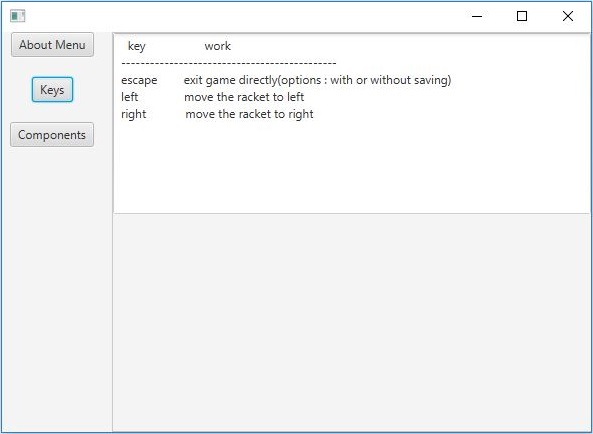 About Menu
Keys
Components
key work
--------------------------------------------
escape exit game directly(options : with or without saving)
left move the racket to left
right move the racket to right